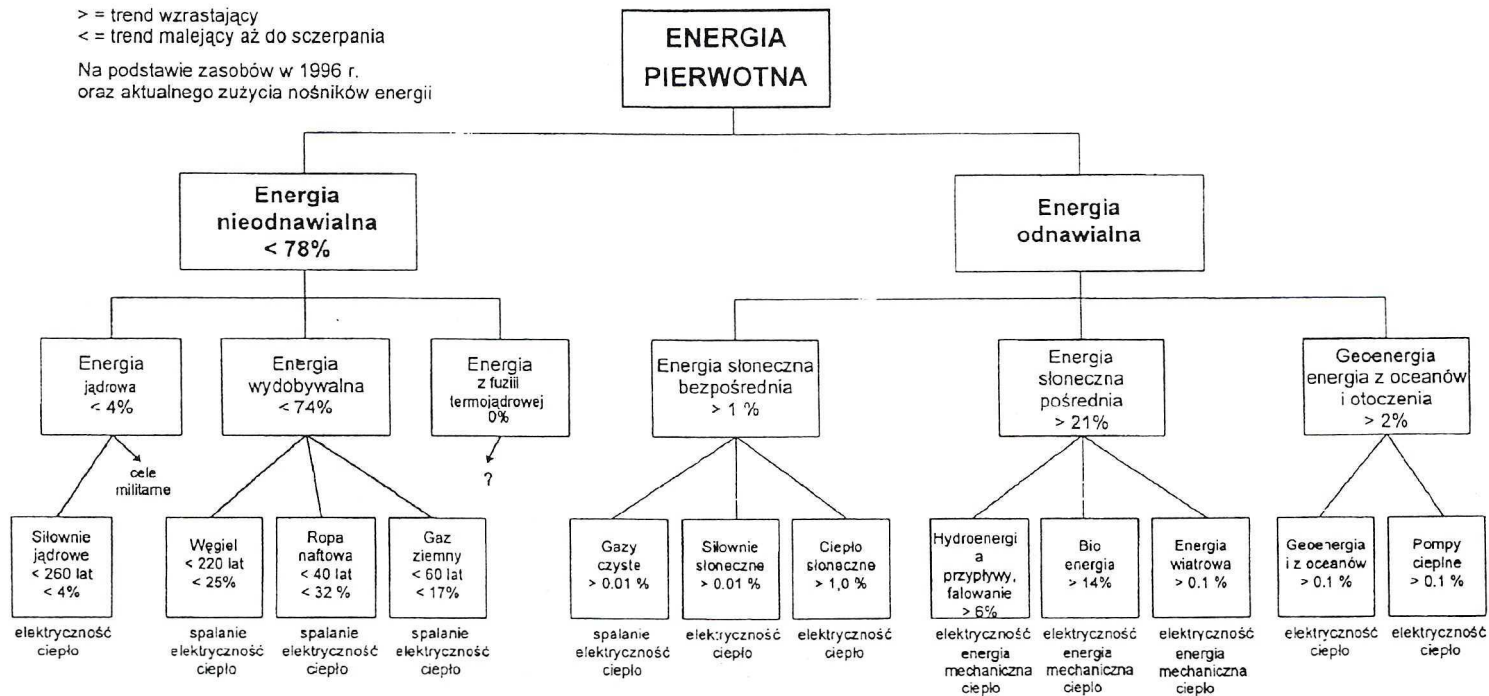 > = trend wzrastający
< = trend malejący aż do sczerpania
Na podstawie zasobów w 1996 r.
oraz aktualnego zużycia nośników energii
ENERGIA
PIERWOTNA
Energia
nieodnawialna
< 78%
Energia
odnawialna
Energia
jądrowa
< 4%
Energia
wydobywalna
< 74%
Energia
z fuziii
termojądrowej
0%
Energia słoneczna
bezpośrednia
> 1 %
Energia
słoneczna
pośrednia
> 21%
Geoenergia
energia z oceanów
i otoczenia
> 2%
cele
militarne
?
Siłownie
jądrowe
< 260 lat
< 4%
Węgiel
< 220 lat
< 25%
Ropa
naftowa
< 40 lat
< 32 %
Gaz
ziemny
< 60 lat
< 17%
Gazy
czyste
> 0.01 %
Siłownie
słoneczne
> 0.01 %
Ciepło
słoneczne
> 1,0 %
Hydroenergi
a
przypływy,
falowanie
> 6%
Bio
energia
> 14%
Energia
wiatrowa
> 0.1 %
Geoenergia
i z oceanów
> 0.1 %
Pompy
cieplne
> 0.1 %
elektryczność
ciepło
spalanie
elektryczność
ciepło
spalanie
elektryczność
ciepło
spalanie
elektryczność
ciepło
spalanie
elektryczność
ciepło
elektryczność
ciepło
elektryczność
ciepło
elektryczność
energia
mechaniczna
ciepło
elektryczność
energia
mechaniczna
ciepło
elektryczność
energia
mechaniczna
ciepło
elektryczność
ciepło
elektryczność
ciepło